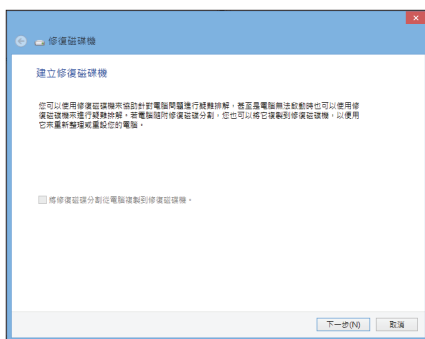 修復磁碟機
建立修復磁碟機
您可以使用修復磁碟機來協助針對電腦問題進行疑難排解，甚至是電腦無法啟動時也可以使用修
復磁碟機來進行疑難排解。若電腦隨附修復磁碟分割，您也可以將它複製到修復磁碟機，以便用
它來重新整理或重設您的電腦。
將修復磁碟分割從電腦複製到修復磁碟機。
下一步(N)
取消